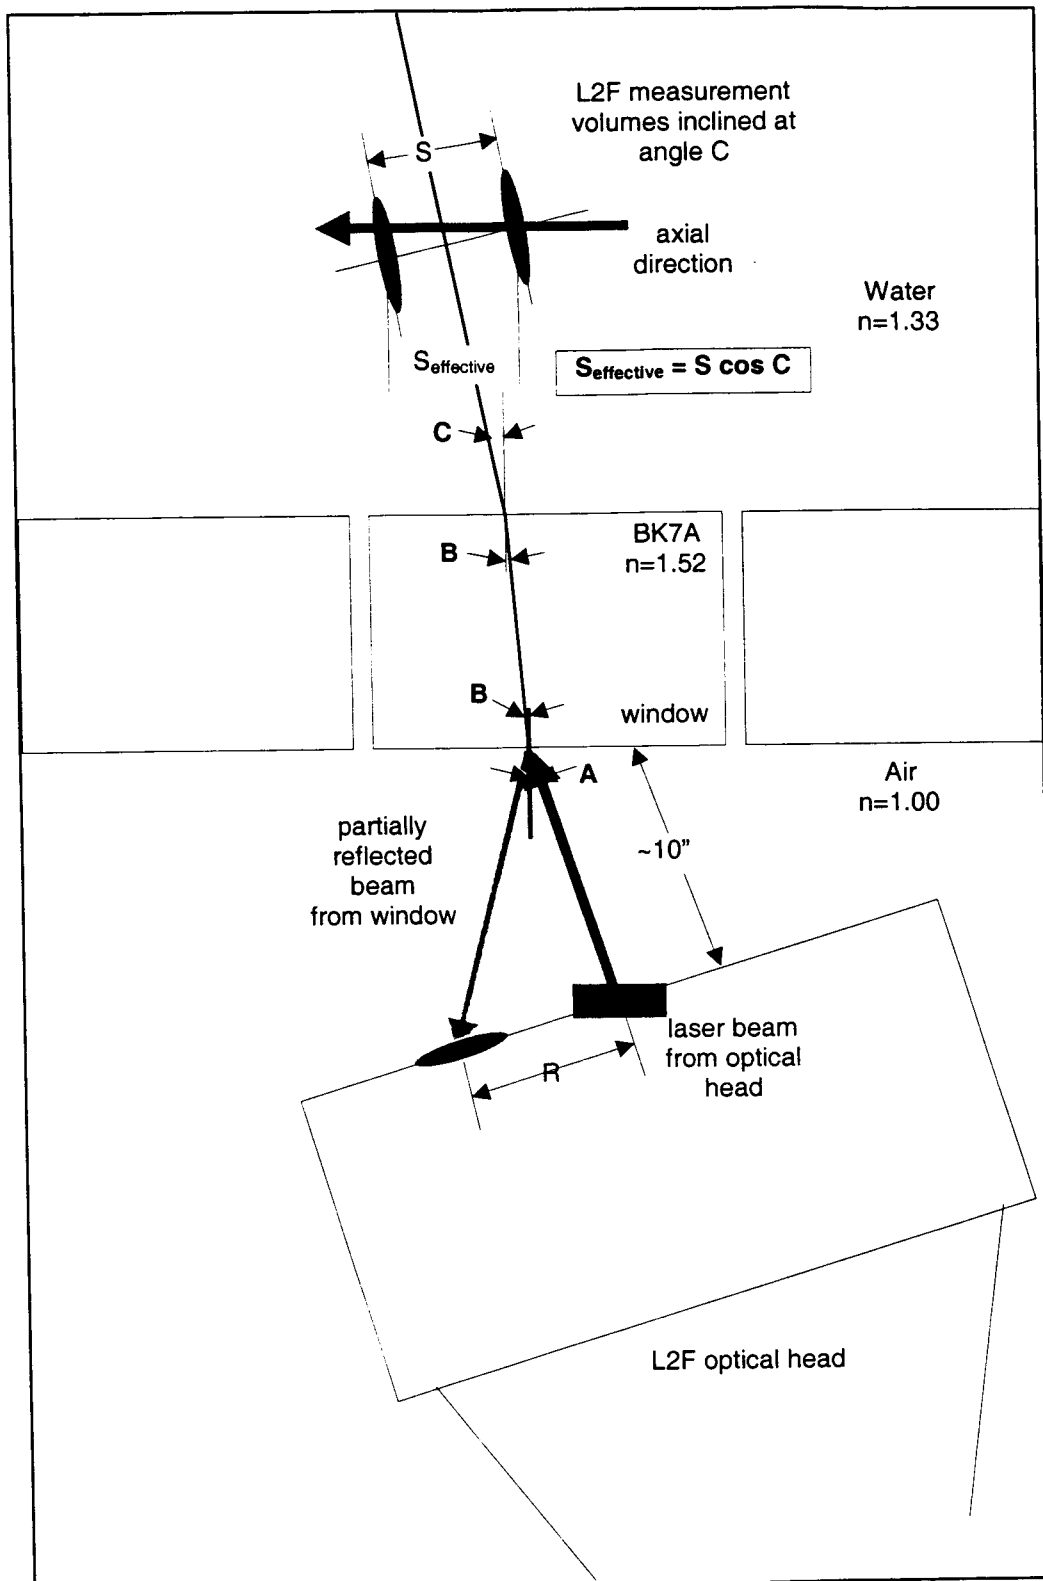 L2F measurement
volumes inclined at
angle C
S
axial
direction
Water
n=1.33
Seffective
Seffective = S cos C
C
B
BK7A
n=1.52
B
window
A
Air
n=1.00
partially
reflected
beam
from window
~10"
laser beam
from optical
head
R
L2F optical head